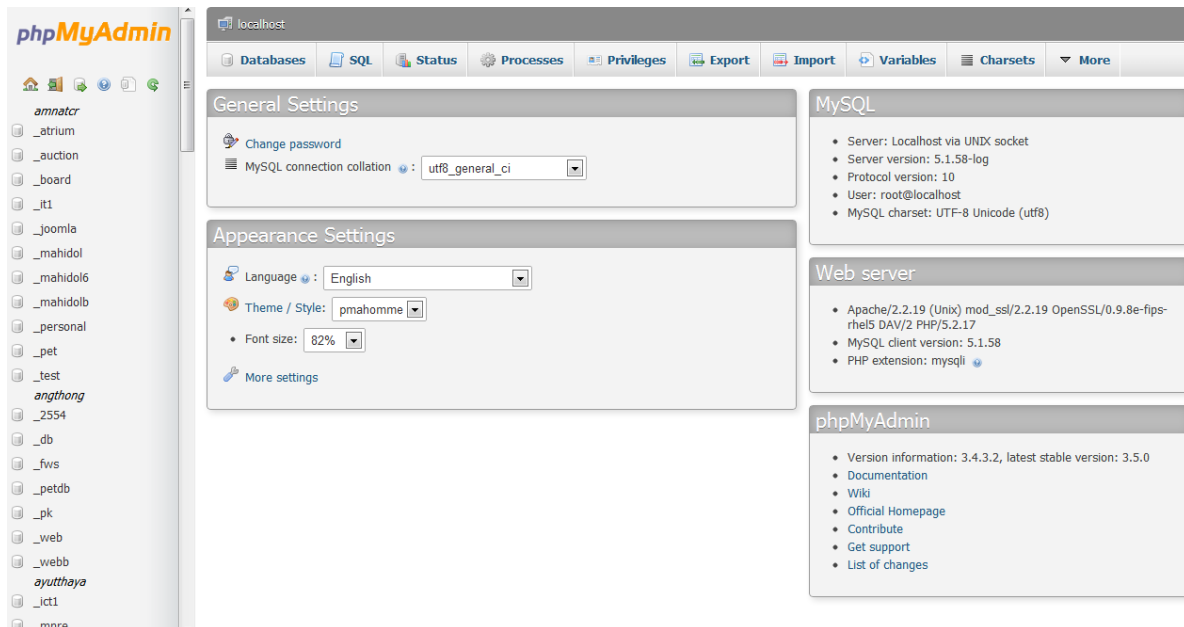 phpMyAdmin
amnatcr
_atrium
_auction
_board
_it1
_joomla
_mahidol
_mahidol6
_mahidolb
_personal
_pet
_test
angthong
_2554
_db
_fws
_petdb
_pk
_web
_webb
ayutthaya
_ict1
_mnre
localhost
Databases SQL Status Processes Privileges Export Import Variables Charsets More
General Settings
Change password
MySQL connection collation : utf8_general_ci
Appearance Settings
Language : English
Theme / Style: pmahomme
Font size: 82%
More settings
MySQL
Server: Localhost via UNIX socket
Server version: 5.1.58-log
Protocol version: 10
User: root@localhost
MySQL charset: UTF-8 Unicode (utf8)
Web server
Apache/2.2.19 (Unix) mod_ssl/2.2.19 OpenSSL/0.9.8e-fips-
rhel5 DAV/2 PHP/5.2.17
MySQL client version: 5.1.58
PHP extension: mysqli
phpMyAdmin
Version information: 3.4.3.2, latest stable version: 3.5.0
Documentation
Wiki
Official Homepage
Contribute
Get support
List of changes